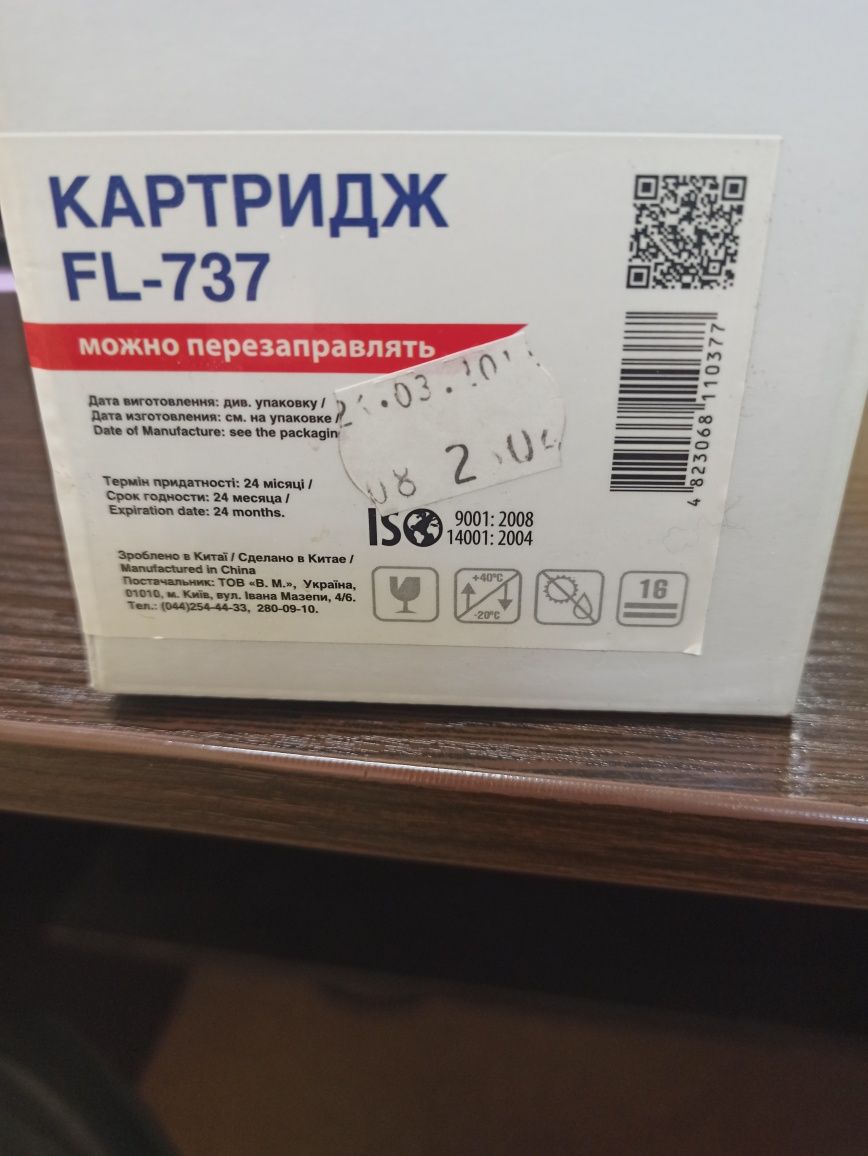 КАРТРИДЖ
FL-737
можно перезаправлять
Дата виготовлення: див. упаковку /
Дата изготовления: см. на упаковке /
Date of Manufacture: see the
.03.
08 2
Термін придатності: 24 місяці /
Срок годности: 24 месяца /
Expiration date: 24 months.
ISO 9001: 2008
14001: 2004
Зроблено в Китаї / Сделано в Китае /
Manufactured in China
Постачальник: ТОВ «В. М.», Україна,
01010, м. Київ, вул. Івана Мазепи, 4/6.
Тел.: (044)254-44-33, 280-09-10.
+40°C
-20°C
16
4 823068 110377